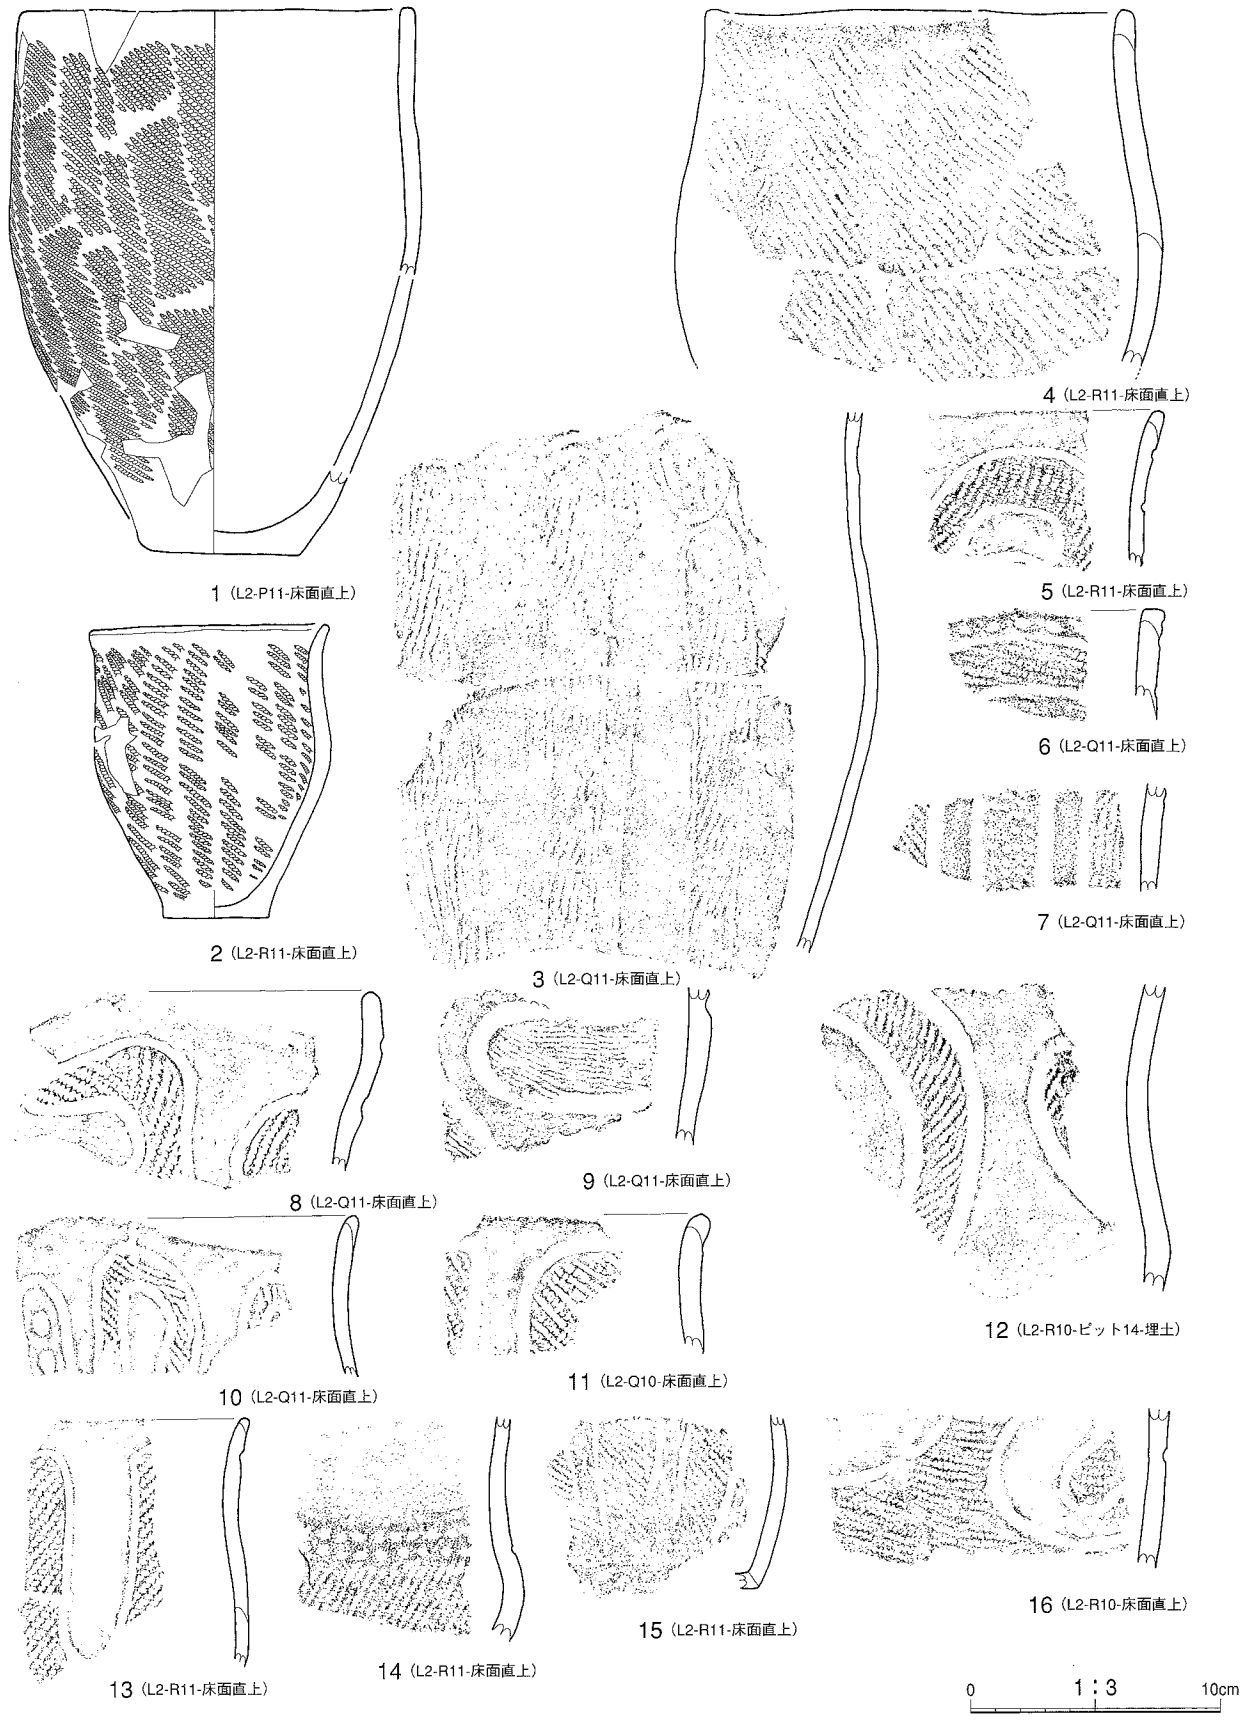 4 (L2-R11-床面直上)
5 (L2-R11-床面直上)
1 (L2-P11-床面直上)
6 (L2-Q11-床面直上)
7 (L2-Q11-床面直上)
2 (L2-R11-床面直上)
3 (L2-Q11-床面直上)
9 (L2-Q11-床面直上)
8 (L2-Q11-床面直上)
12 (L2-R10-ピット14-埋土)
11 (L2-Q10-床面直上)
10 (L2-Q11-床面直上)
16 (L2-R10-床面直上)
15 (L2-R11-床面直上)
14 (L2-R11-床面直上)
13 (L2-R11-床面直上)
0 1:3 10cm